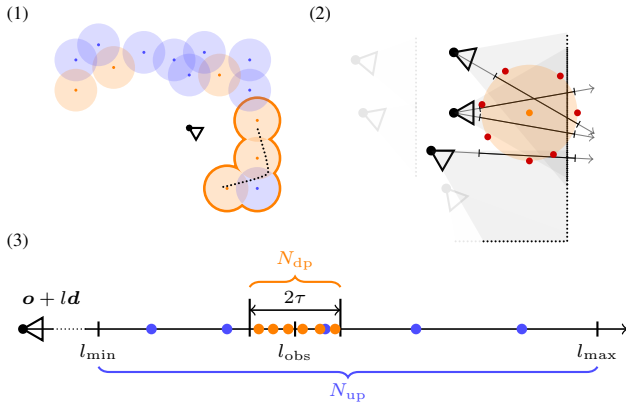 (1)
(2)
(3)
N_dp
2τ
o + ld
l_min
l_obs
l_max
N_up